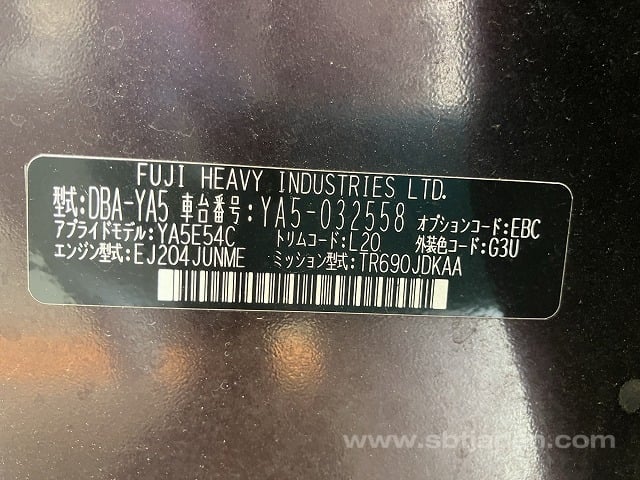 FUJI HEAVY INDUSTRIES LTD.
型式:DBA-YA5 車台番号:YA5-032558 オプションコード:EBC
アプライドモデル:YA5E54C トリムコード:L20 外装色コード:G3U
エンジン型式:EJ204JUNME ミッション型式:TR690JDKAA
www.sbtjapan.com